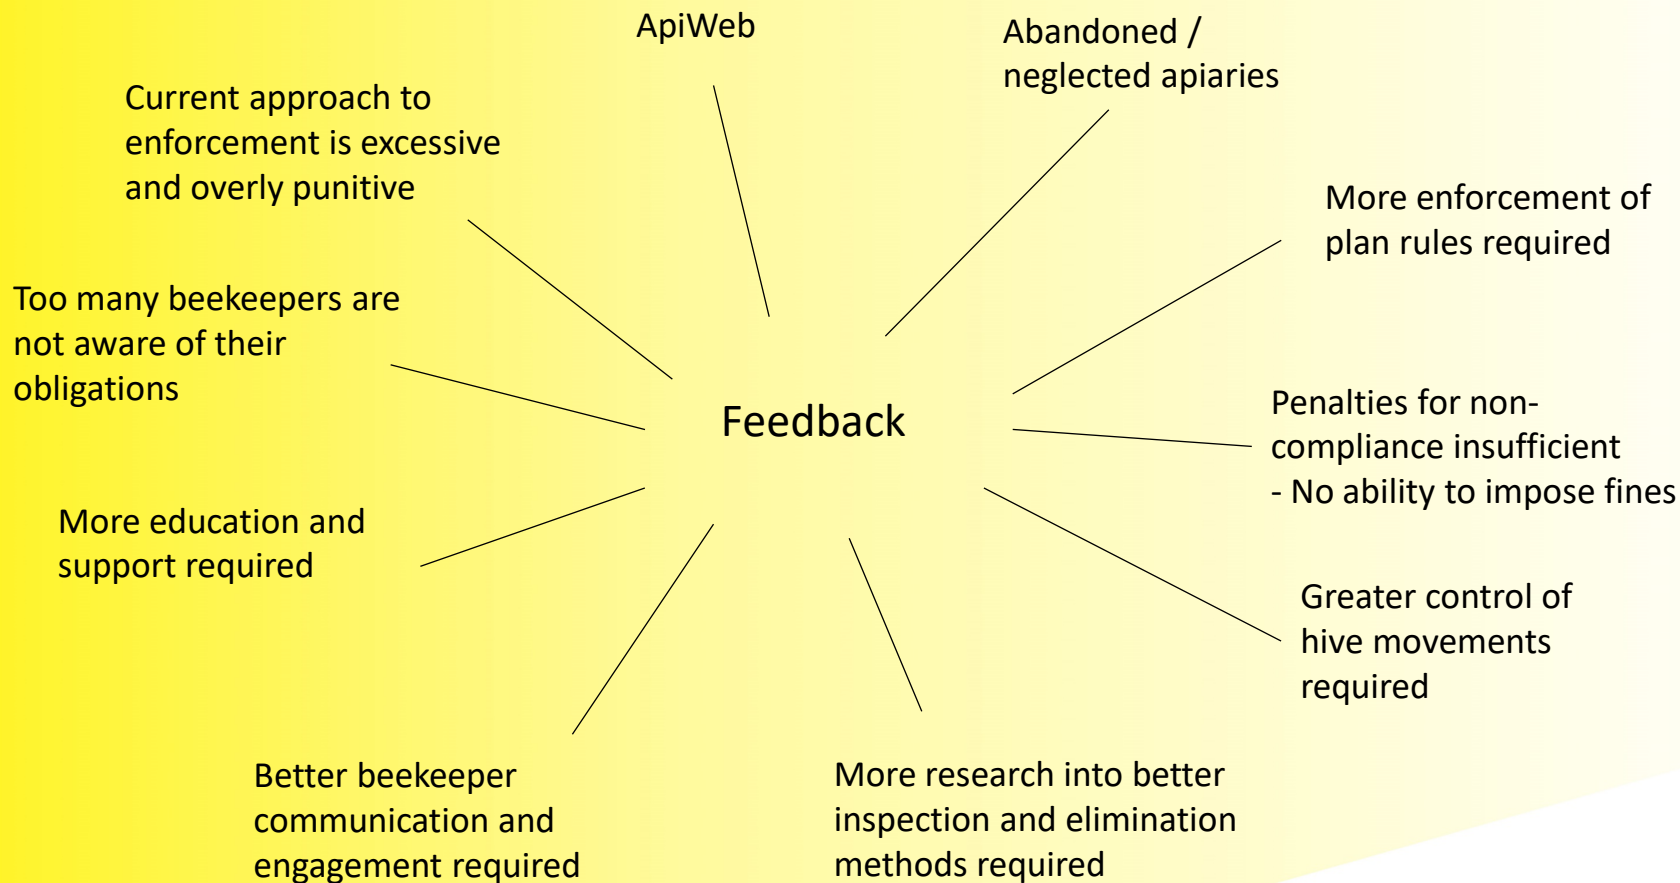 ApiWeb
Abandoned /
neglected apiaries
Current approach to
enforcement is excessive
and overly punitive
More enforcement of
plan rules required
Too many beekeepers are
not aware of their
obligations
Feedback
Penalties for non-
compliance insufficient
- No ability to impose fines
More education and
support required
Greater control of
hive movements
required
Better beekeeper
communication and
engagement required
More research into better
inspection and elimination
methods required